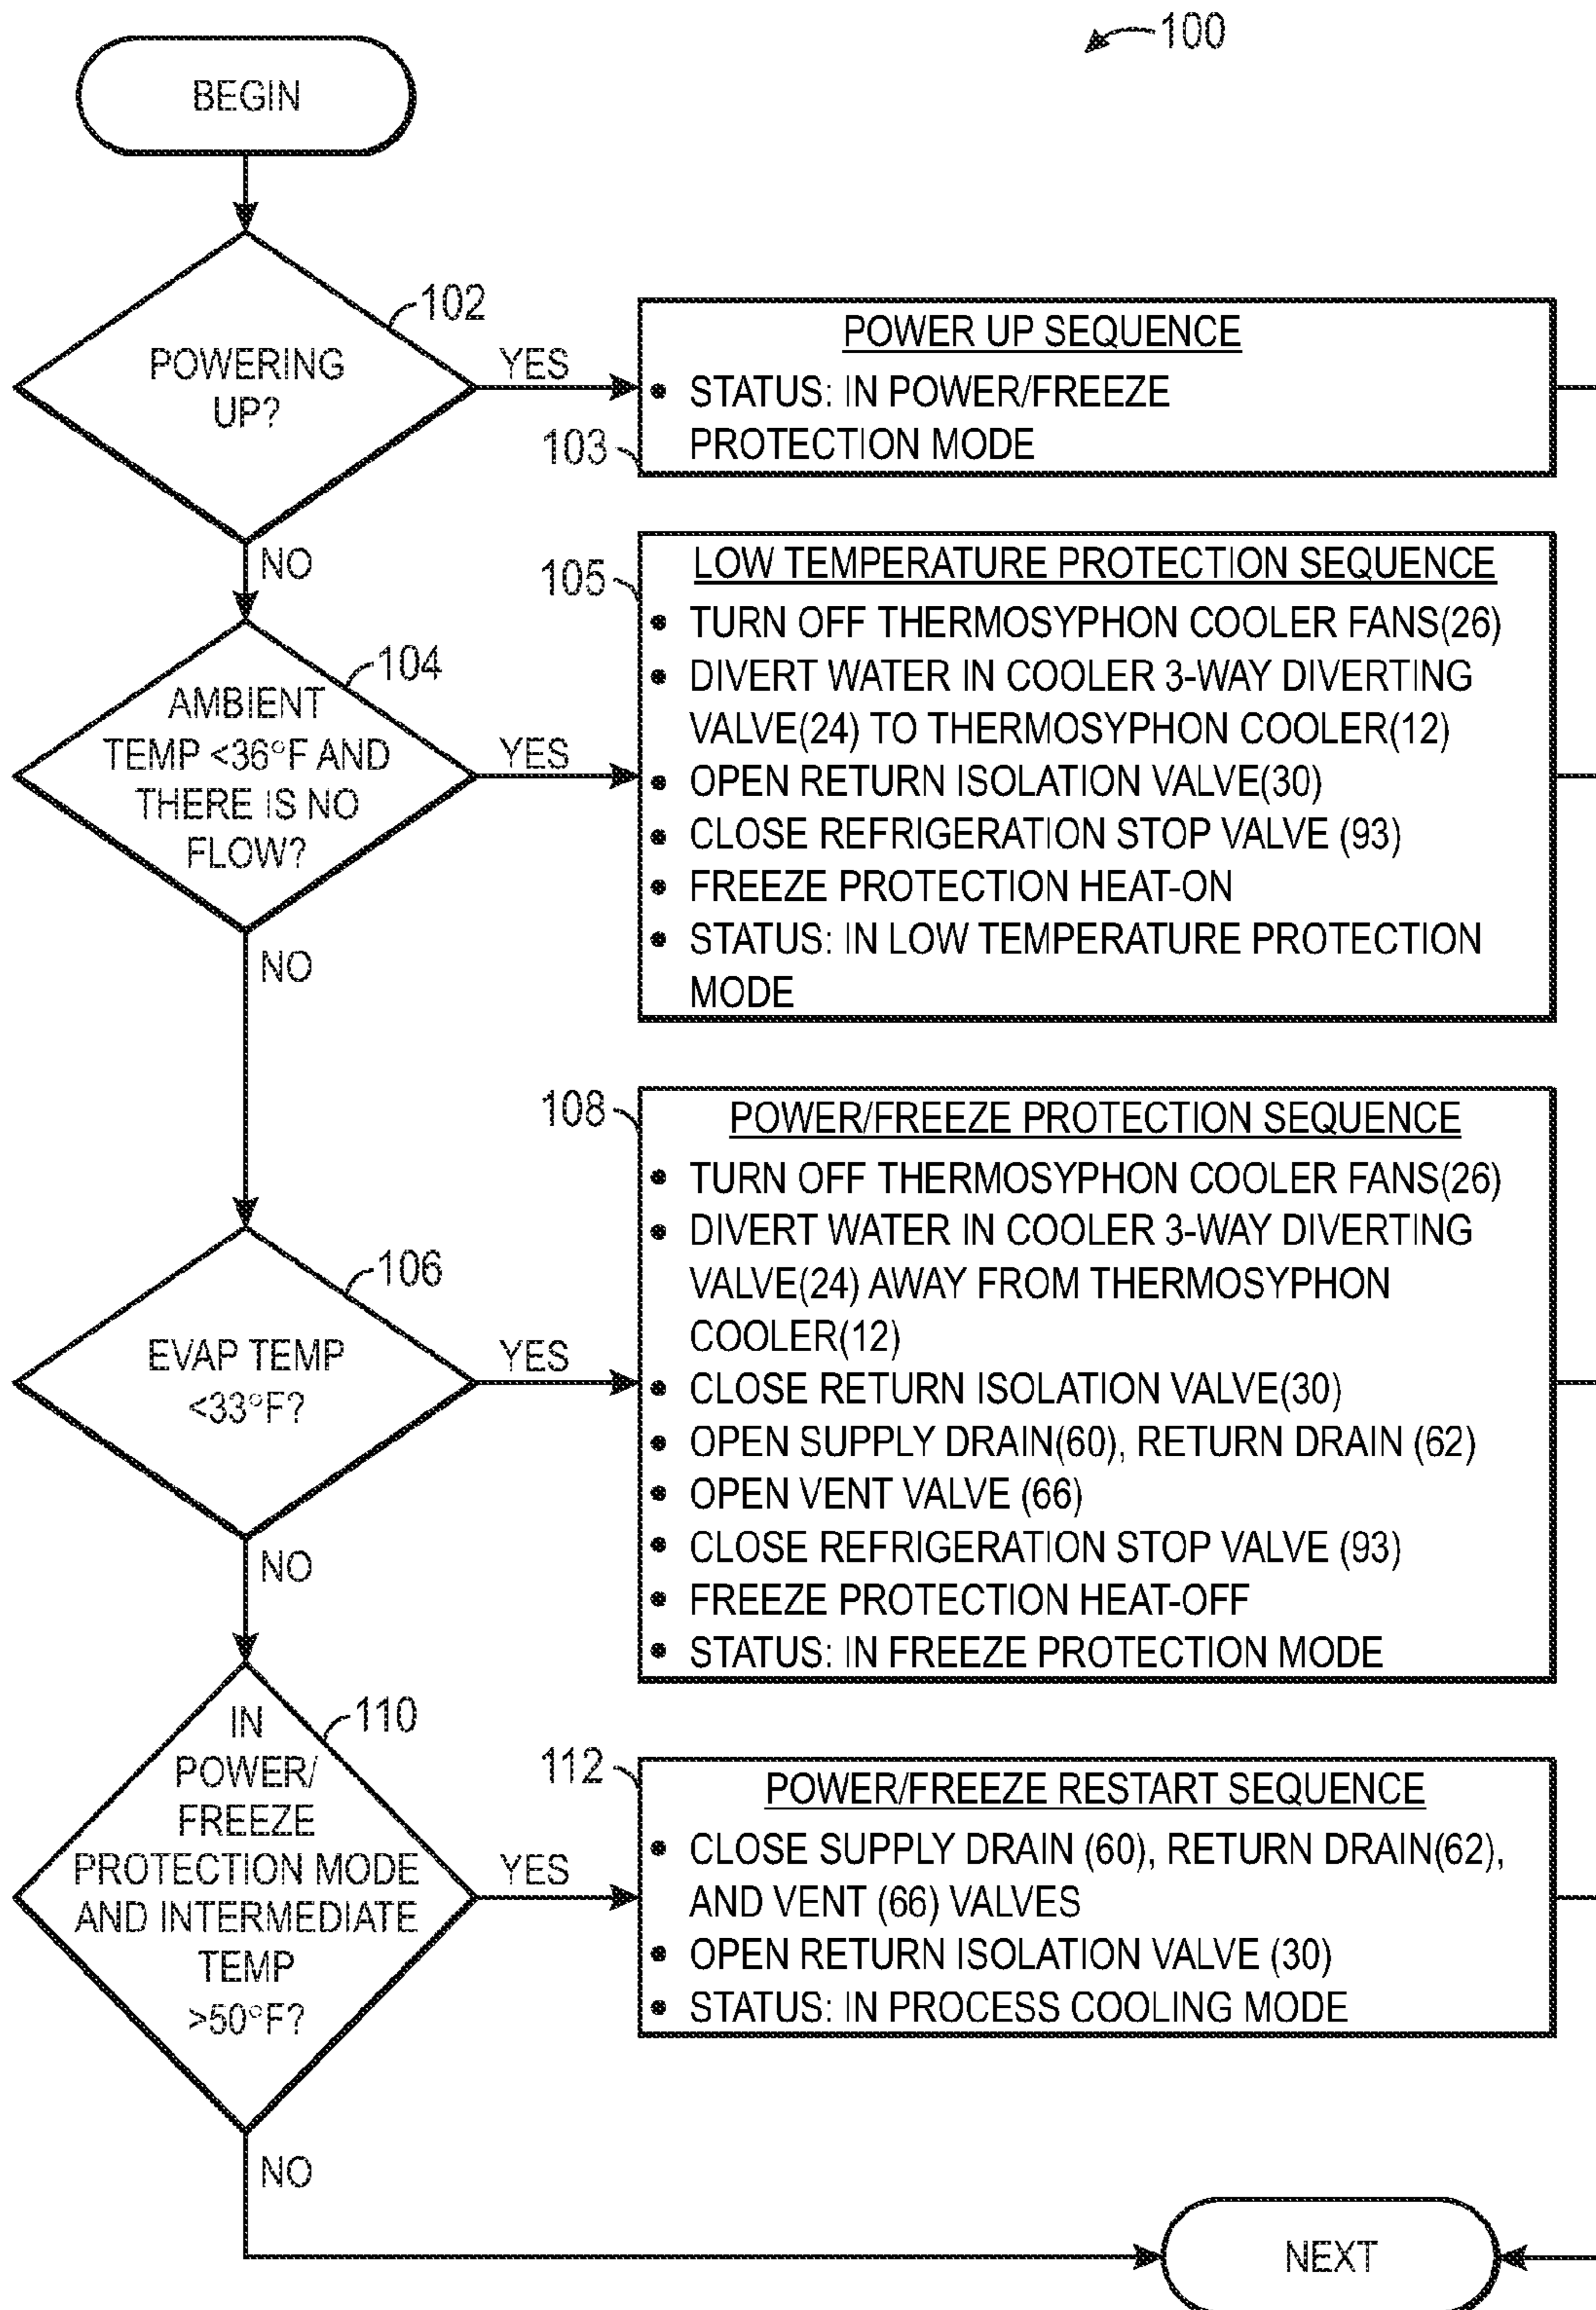 100
BEGIN
102
POWERING
UP?
YES
NO
POWER UP SEQUENCE
• STATUS: IN POWER/FREEZE
PROTECTION MODE
103
104
AMBIENT
TEMP <36°F AND
THERE IS NO
FLOW?
YES
NO
105
LOW TEMPERATURE PROTECTION SEQUENCE
• TURN OFF THERMOSYPHON COOLER FANS(26)
• DIVERT WATER IN COOLER 3-WAY DIVERTING
VALVE(24) TO THERMOSYPHON COOLER(12)
• OPEN RETURN ISOLATION VALVE(30)
• CLOSE REFRIGERATION STOP VALVE (93)
• FREEZE PROTECTION HEAT-ON
• STATUS: IN LOW TEMPERATURE PROTECTION
MODE
106
EVAP TEMP
<33°F?
YES
NO
108
POWER/FREEZE PROTECTION SEQUENCE
• TURN OFF THERMOSYPHON COOLER FANS(26)
• DIVERT WATER IN COOLER 3-WAY DIVERTING
VALVE(24) AWAY FROM THERMOSYPHON
COOLER(12)
• CLOSE RETURN ISOLATION VALVE(30)
• OPEN SUPPLY DRAIN(60), RETURN DRAIN (62)
• OPEN VENT VALVE (66)
• CLOSE REFRIGERATION STOP VALVE (93)
• FREEZE PROTECTION HEAT-OFF
• STATUS: IN FREEZE PROTECTION MODE
110
IN
POWER/
FREEZE
PROTECTION MODE
AND INTERMEDIATE
TEMP
>50°F?
YES
NO
112
POWER/FREEZE RESTART SEQUENCE
• CLOSE SUPPLY DRAIN (60), RETURN DRAIN(62),
AND VENT (66) VALVES
• OPEN RETURN ISOLATION VALVE (30)
• STATUS: IN PROCESS COOLING MODE
NEXT